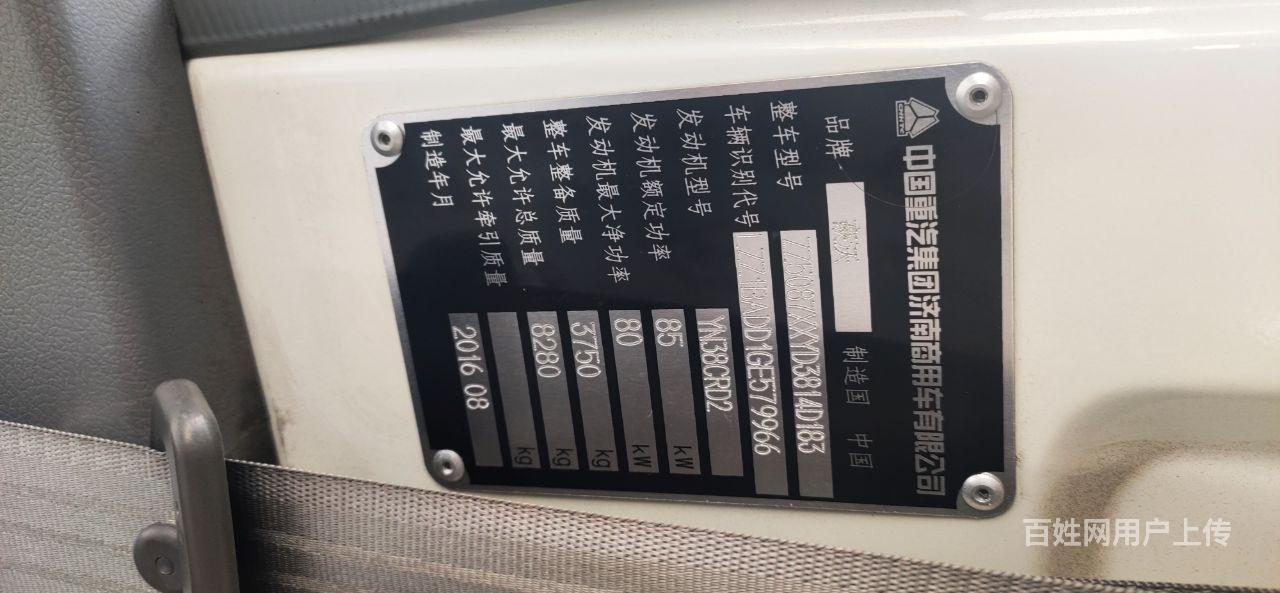 CNHTC
中国重汽集团济南商用车有限公司
品牌 豪沃 制造国 中国
整车型号 ZZ5087XXYD3814D183
车辆识别代号 LZZ1BADD1GE579966
发动机型号 YN38CRD2
发动机额定功率 85 kW
发动机最大净功率 80 kW
整车整备质量 3750 kg
最大允许总质量 8280 kg
最大允许牵引质量 kg
制造年月 2016 08
百姓网用户上传